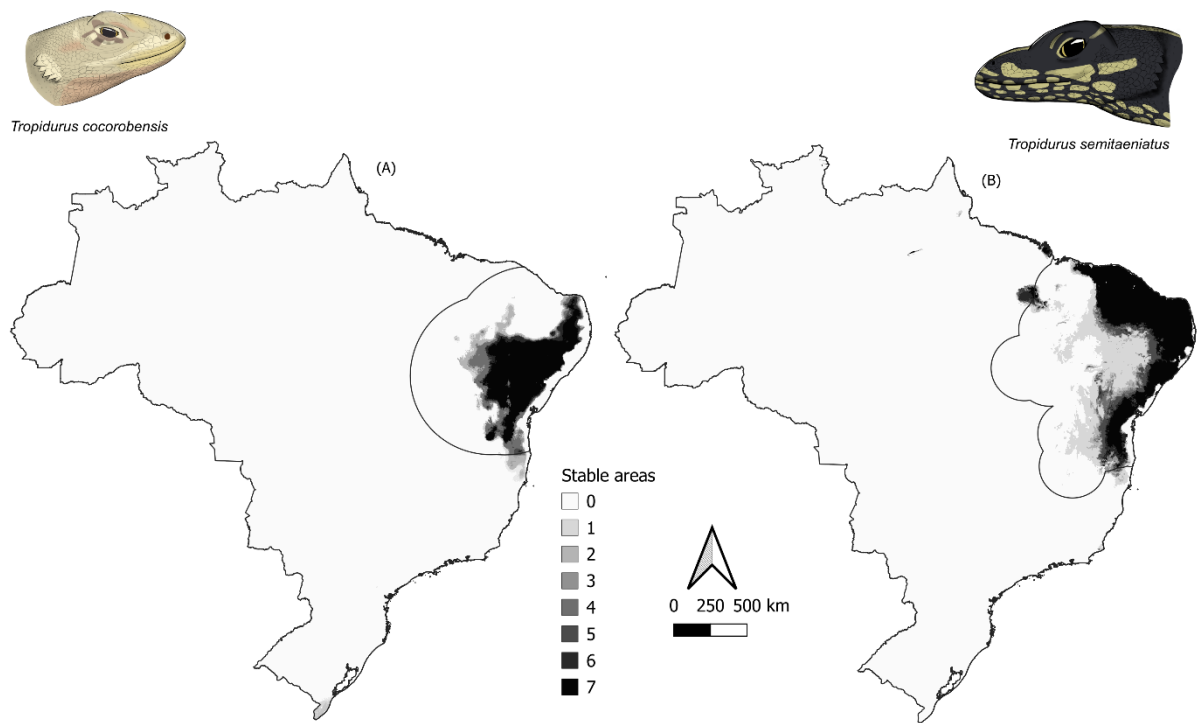 Tropidurus cocorobensis
Tropidurus semitaeniatus
(A)
(B)
Stable areas
0
1
2
3
4
5
6
7
0 250 500 km